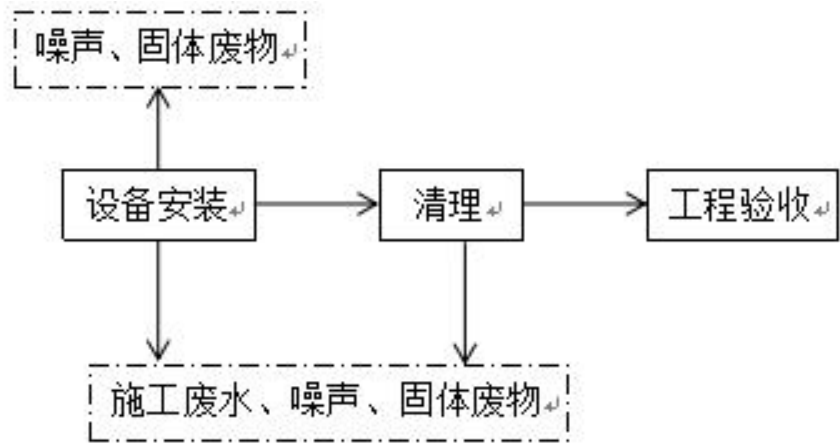 噪声、固体废物
设备安装
清理
工程验收
施工废水、噪声、固体废物